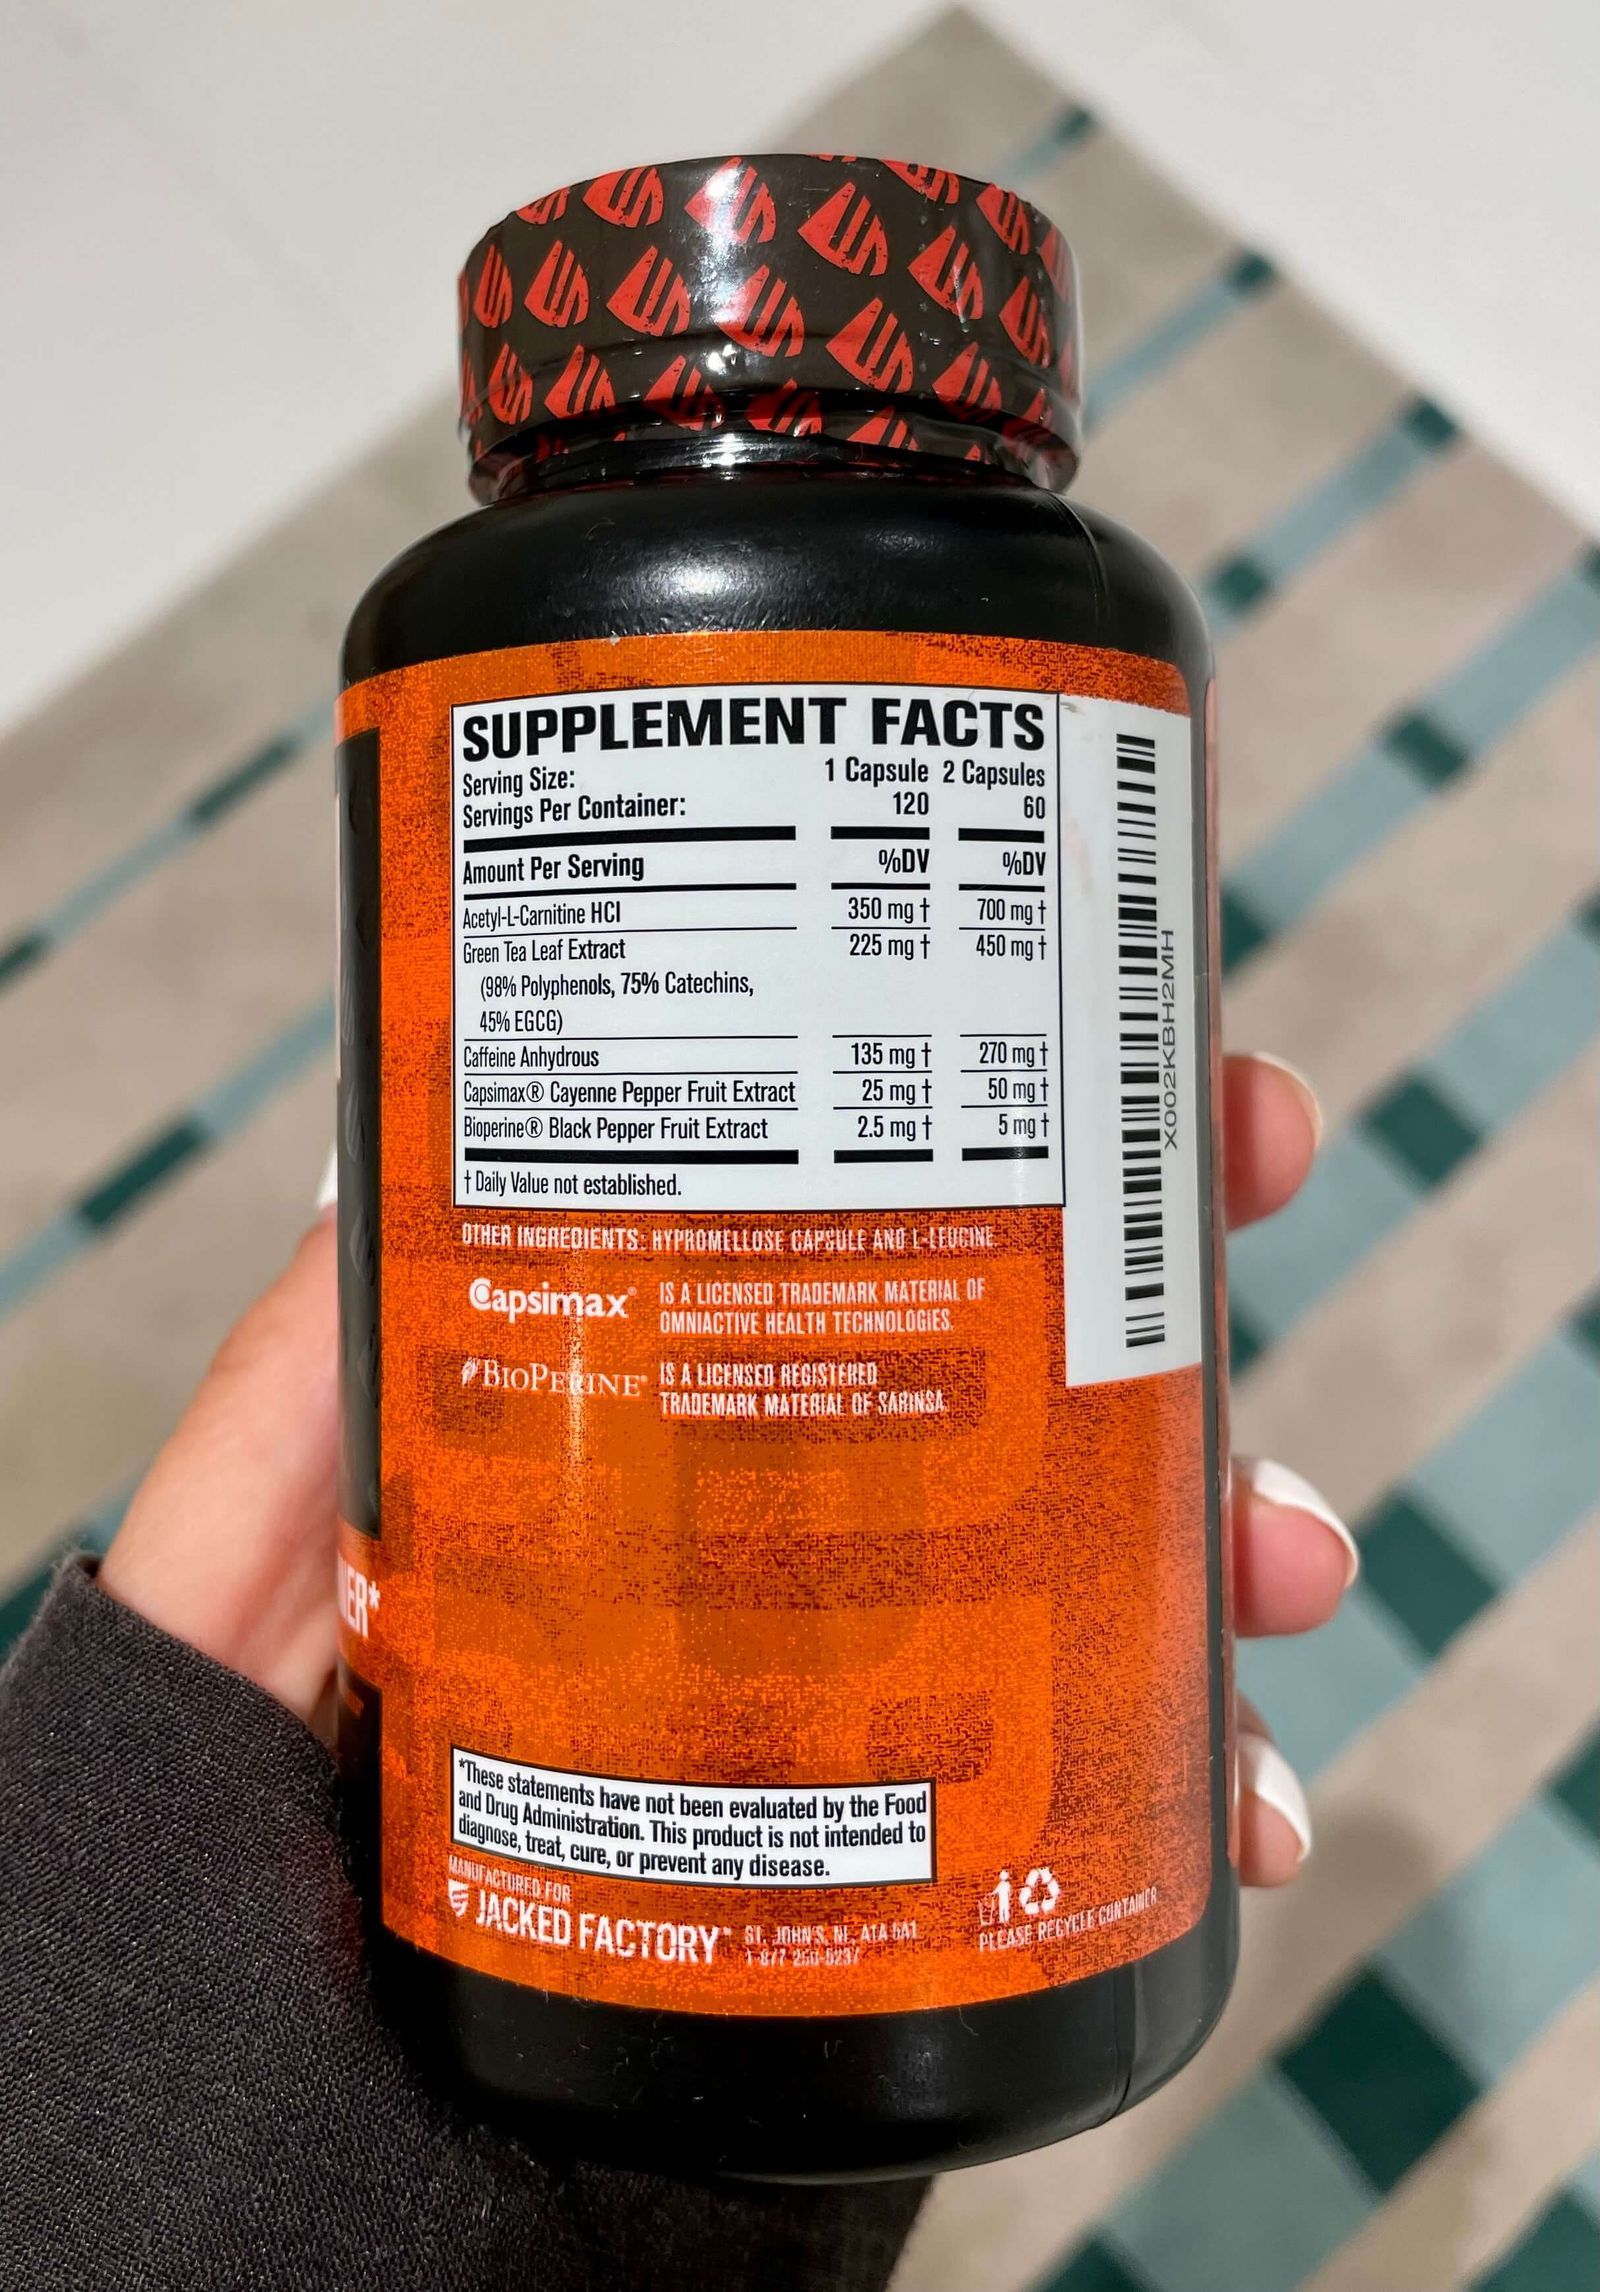 SUPPLEMENT FACTS
Serving Size: 1 Capsule 2 Capsules
Servings Per Container: 120 60
Amount Per Serving %DV %DV
Acetyl-L-Carnitine HCl 350 mg † 700 mg †
Green Tea Leaf Extract 225 mg † 450 mg †
(98% Polyphenols, 75% Catechins,
45% EGCG)
Caffeine Anhydrous 135 mg † 270 mg †
Capsimax® Cayenne Pepper Fruit Extract 25 mg † 50 mg †
Bioperine® Black Pepper Fruit Extract 2.5 mg † 5 mg †
† Daily Value not established.
OTHER INGREDIENTS: HYPROMELLOSE CAPSULE AND L-LEUCINE.
Capsimax® IS A LICENSED TRADEMARK MATERIAL OF
OMNIACTIVE HEALTH TECHNOLOGIES.
BIOPERINE® IS A LICENSED REGISTERED
TRADEMARK MATERIAL OF SABINSA.
*These statements have not been evaluated by the Food
and Drug Administration. This product is not intended to
diagnose, treat, cure, or prevent any disease.
MANUFACTURED FOR
JACKED FACTORY™ ST. JOHN'S, NL, A1A
PLEASE RECYCLE CONTAINER
X002KBH2MH